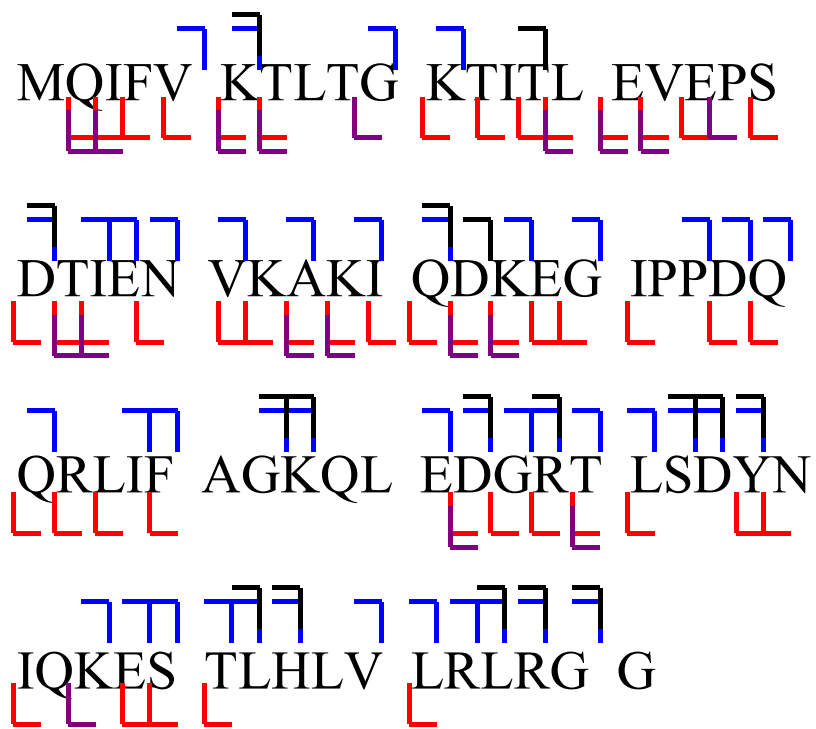 MQIFV KTLTG KTITL EVEPS
DTIEN VKAKI QDKEG IPPDQ
QRLIF AGKQL EDGRT LSDYN
IQKES TLHLV LRLRG G